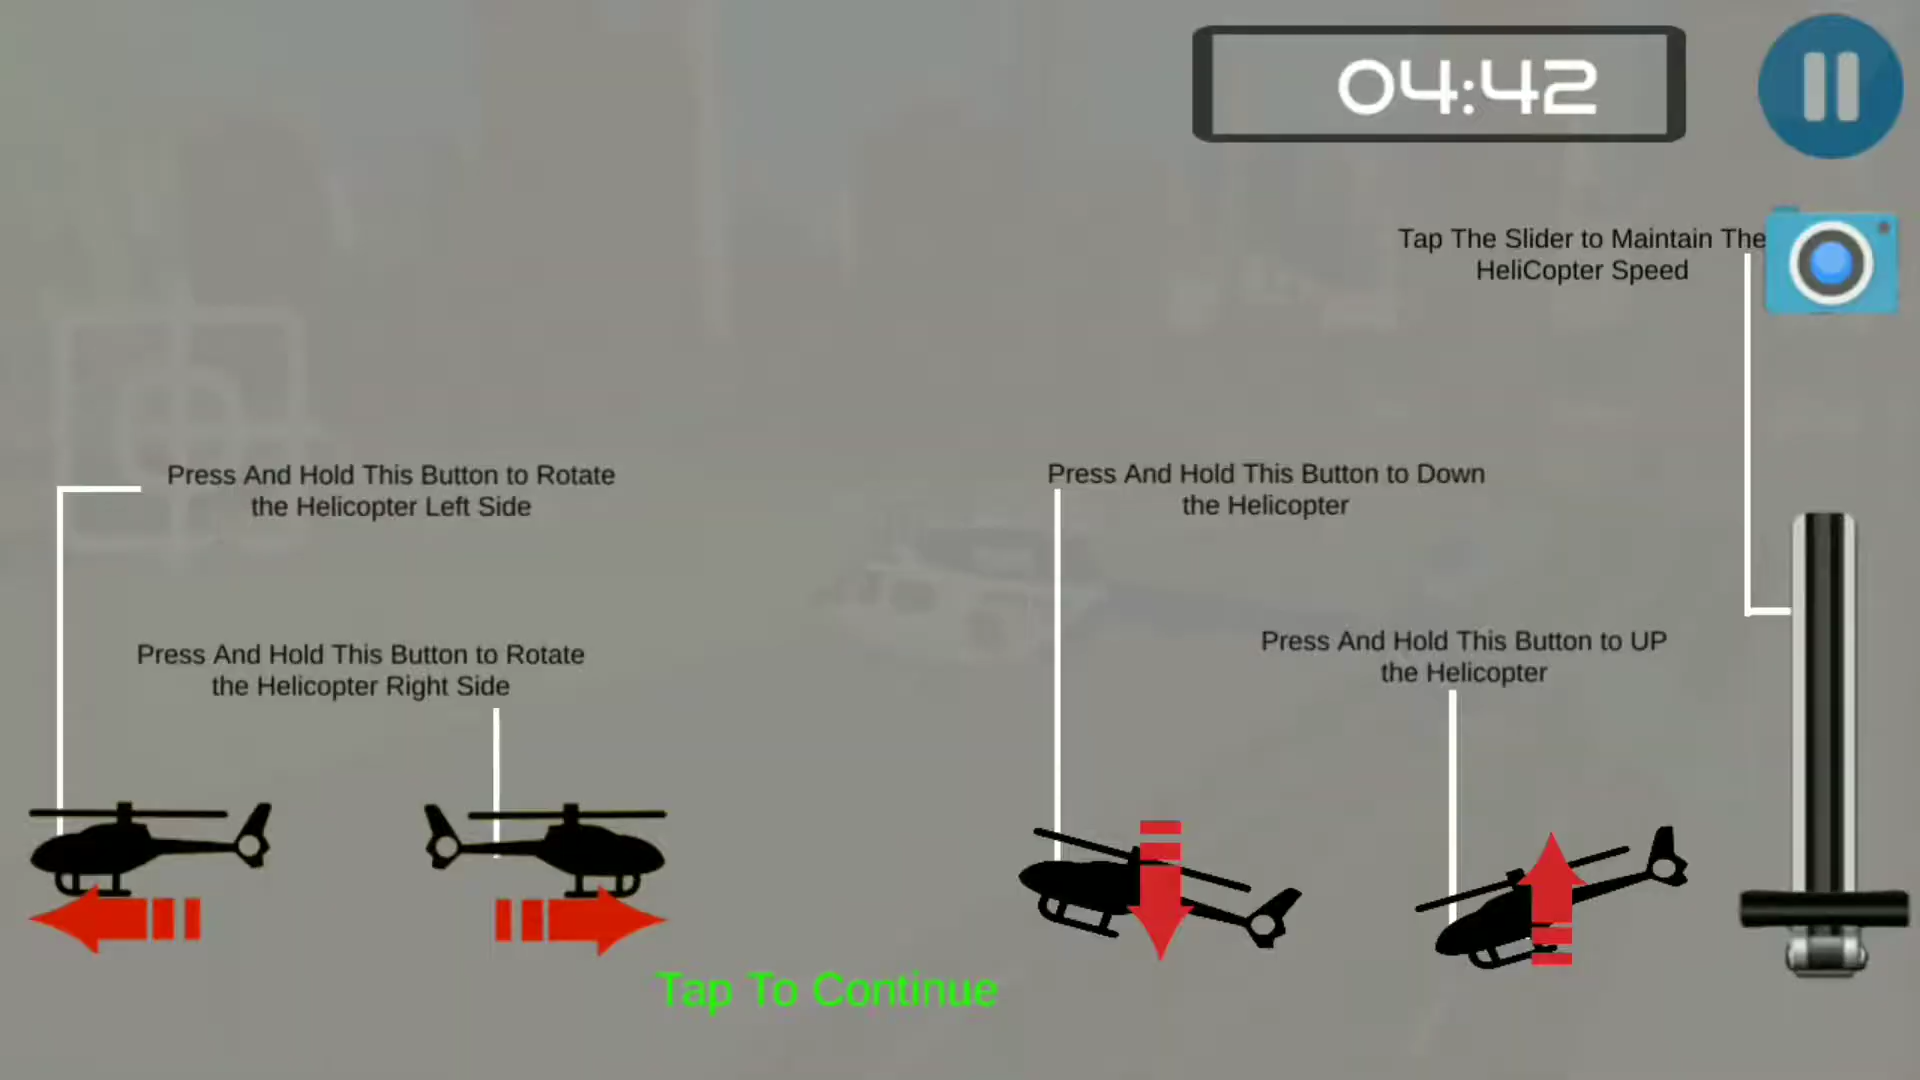 04:42
Tap The Slider to Maintain The
HeliCopter Speed
Press And Hold This Button to Rotate
the Helicopter Left Side
Press And Hold This Button to Down
the Helicopter
Press And Hold This Button to Rotate
the Helicopter Right Side
Press And Hold This Button to UP
the Helicopter
Tap To Continue